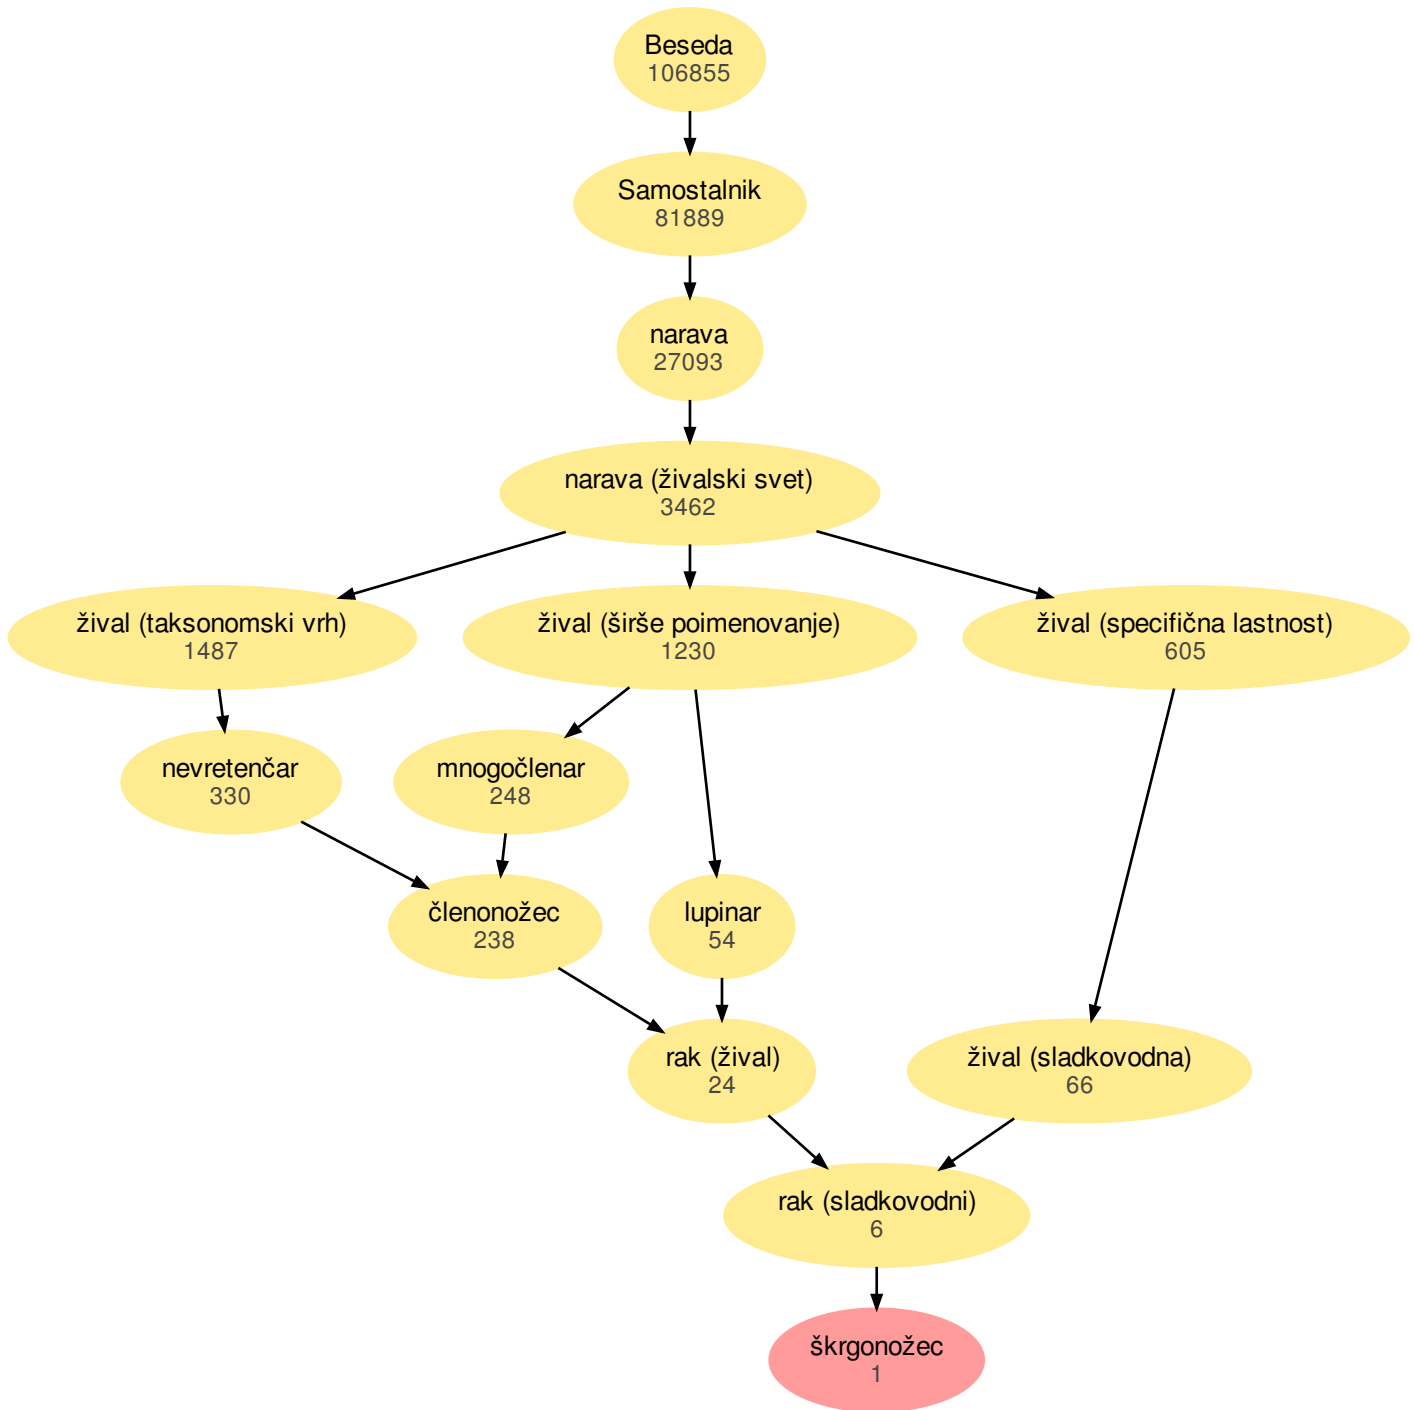 Beseda
106855
Samostalnik
81889
narava
27093
narava (živalski svet)
3462
žival (taksonomski vrh)
1487
žival (širše poimenovanje)
1230
žival (specifična lastnost)
605
nevretenčar
330
mnogočlenar
248
členonožec
238
lupinar
54
rak (žival)
24
žival (sladkovodna)
66
rak (sladkovodni)
6
škrgonožec
1